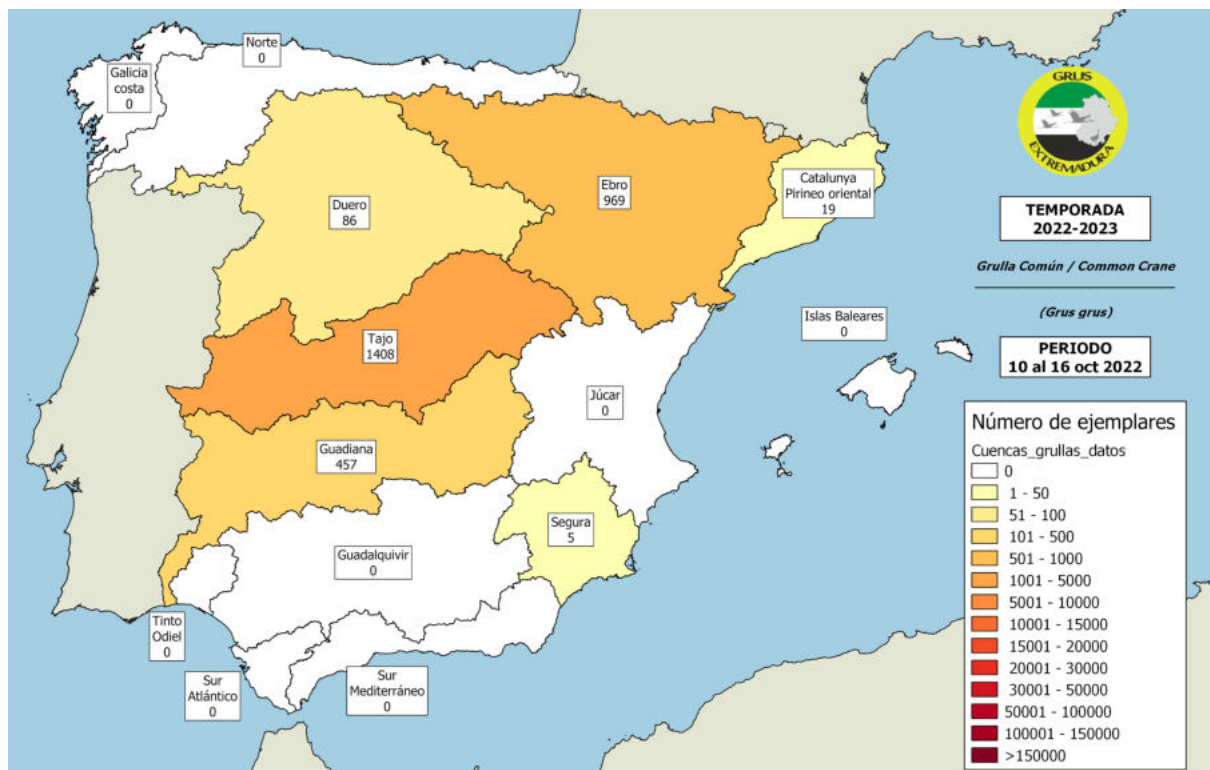 Norte
0
Galicia
costa
0
GRUS
EXTREMADURA
Duero
86
Ebro
969
Catalunya
Pirineo oriental
19
TEMPORADA
2022-2023
Grulla Común / Common Crane
(Grus grus)
Islas Baleares
0
PERIODO
10 al 16 oct 2022
Tajo
1408
Júcar
0
Guadiana
457
Segura
5
Guadalquivir
0
Tinto
Odiel
0
Sur
Atlántico
0
Sur
Mediterráneo
0
Número de ejemplares
Cuencas_grullas_datos
0
1 - 50
51 - 100
101 - 500
501 - 1000
1001 - 5000
5001 - 10000
10001 - 15000
15001 - 20000
20001 - 30000
30001 - 50000
50001 - 100000
100001 - 150000
>150000